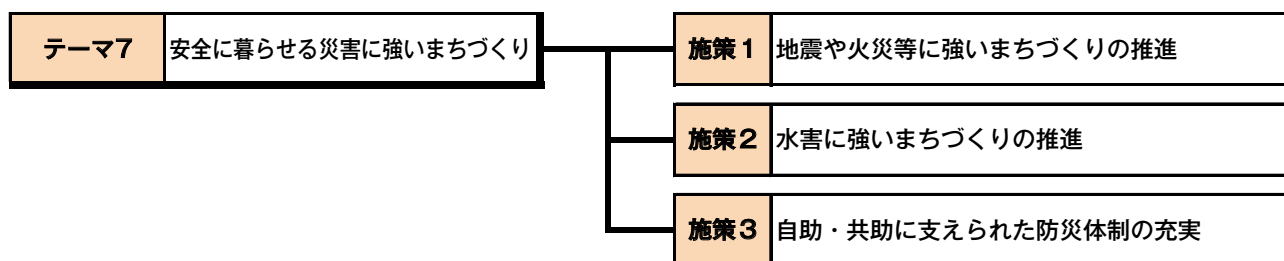 テーマ7 安全に暮らせる災害に強いまちづくり
施策1 地震や火災等に強いまちづくりの推進
施策2 水害に強いまちづくりの推進
施策3 自助・共助に支えられた防災体制の充実